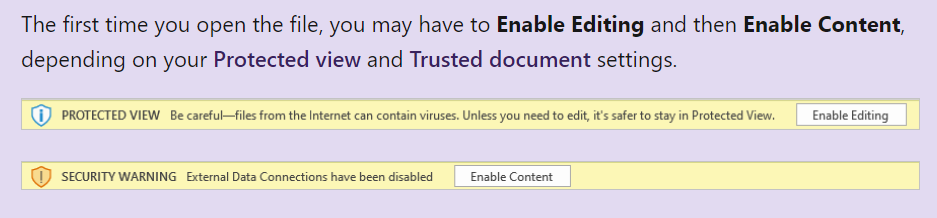 The first time you open the file, you may have to Enable Editing and then Enable Content,
depending on your Protected view and Trusted document settings.
PROTECTED VIEW Be careful—files from the Internet can contain viruses. Unless you need to edit, it's safer to stay in Protected View. Enable Editing
SECURITY WARNING External Data Connections have been disabled Enable Content